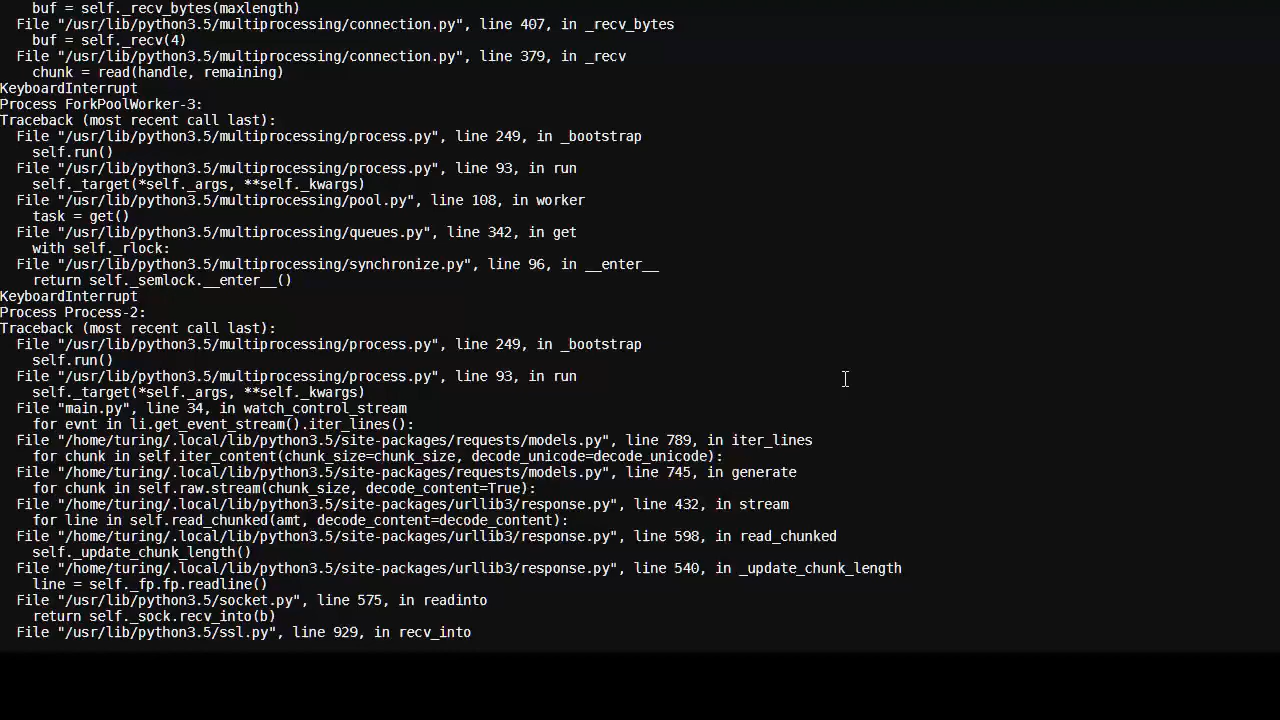 buf = self._recv_bytes(maxlength)
  File "/usr/lib/python3.5/multiprocessing/connection.py", line 407, in _recv_bytes
    buf = self._recv(4)
  File "/usr/lib/python3.5/multiprocessing/connection.py", line 379, in _recv
    chunk = read(handle, remaining)
KeyboardInterrupt
Process ForkPoolWorker-3:
Traceback (most recent call last):
  File "/usr/lib/python3.5/multiprocessing/process.py", line 249, in _bootstrap
    self.run()
  File "/usr/lib/python3.5/multiprocessing/process.py", line 93, in run
    self._target(*self._args, **self._kwargs)
  File "/usr/lib/python3.5/multiprocessing/pool.py", line 108, in worker
    task = get()
  File "/usr/lib/python3.5/multiprocessing/queues.py", line 342, in get
    with self._rlock:
  File "/usr/lib/python3.5/multiprocessing/synchronize.py", line 96, in __enter__
    return self._semlock.__enter__()
KeyboardInterrupt
Process Process-2:
Traceback (most recent call last):
  File "/usr/lib/python3.5/multiprocessing/process.py", line 249, in _bootstrap
    self.run()
  File "/usr/lib/python3.5/multiprocessing/process.py", line 93, in run
    self._target(*self._args, **self._kwargs)
  File "main.py", line 34, in watch_control_stream
    for evnt in li.get_event_stream().iter_lines():
  File "/home/turing/.local/lib/python3.5/site-packages/requests/models.py", line 789, in iter_lines
    for chunk in self.iter_content(chunk_size=chunk_size, decode_unicode=decode_unicode):
  File "/home/turing/.local/lib/python3.5/site-packages/requests/models.py", line 745, in generate
    for chunk in self.raw.stream(chunk_size, decode_content=True):
  File "/home/turing/.local/lib/python3.5/site-packages/urllib3/response.py", line 432, in stream
    for line in self.read_chunked(amt, decode_content=decode_content):
  File "/home/turing/.local/lib/python3.5/site-packages/urllib3/response.py", line 598, in read_chunked
    self._update_chunk_length()
  File "/home/turing/.local/lib/python3.5/site-packages/urllib3/response.py", line 540, in _update_chunk_length
    line = self._fp.fp.readline()
  File "/usr/lib/python3.5/socket.py", line 575, in readinto
    return self._sock.recv_into(b)
  File "/usr/lib/python3.5/ssl.py", line 929, in recv_into